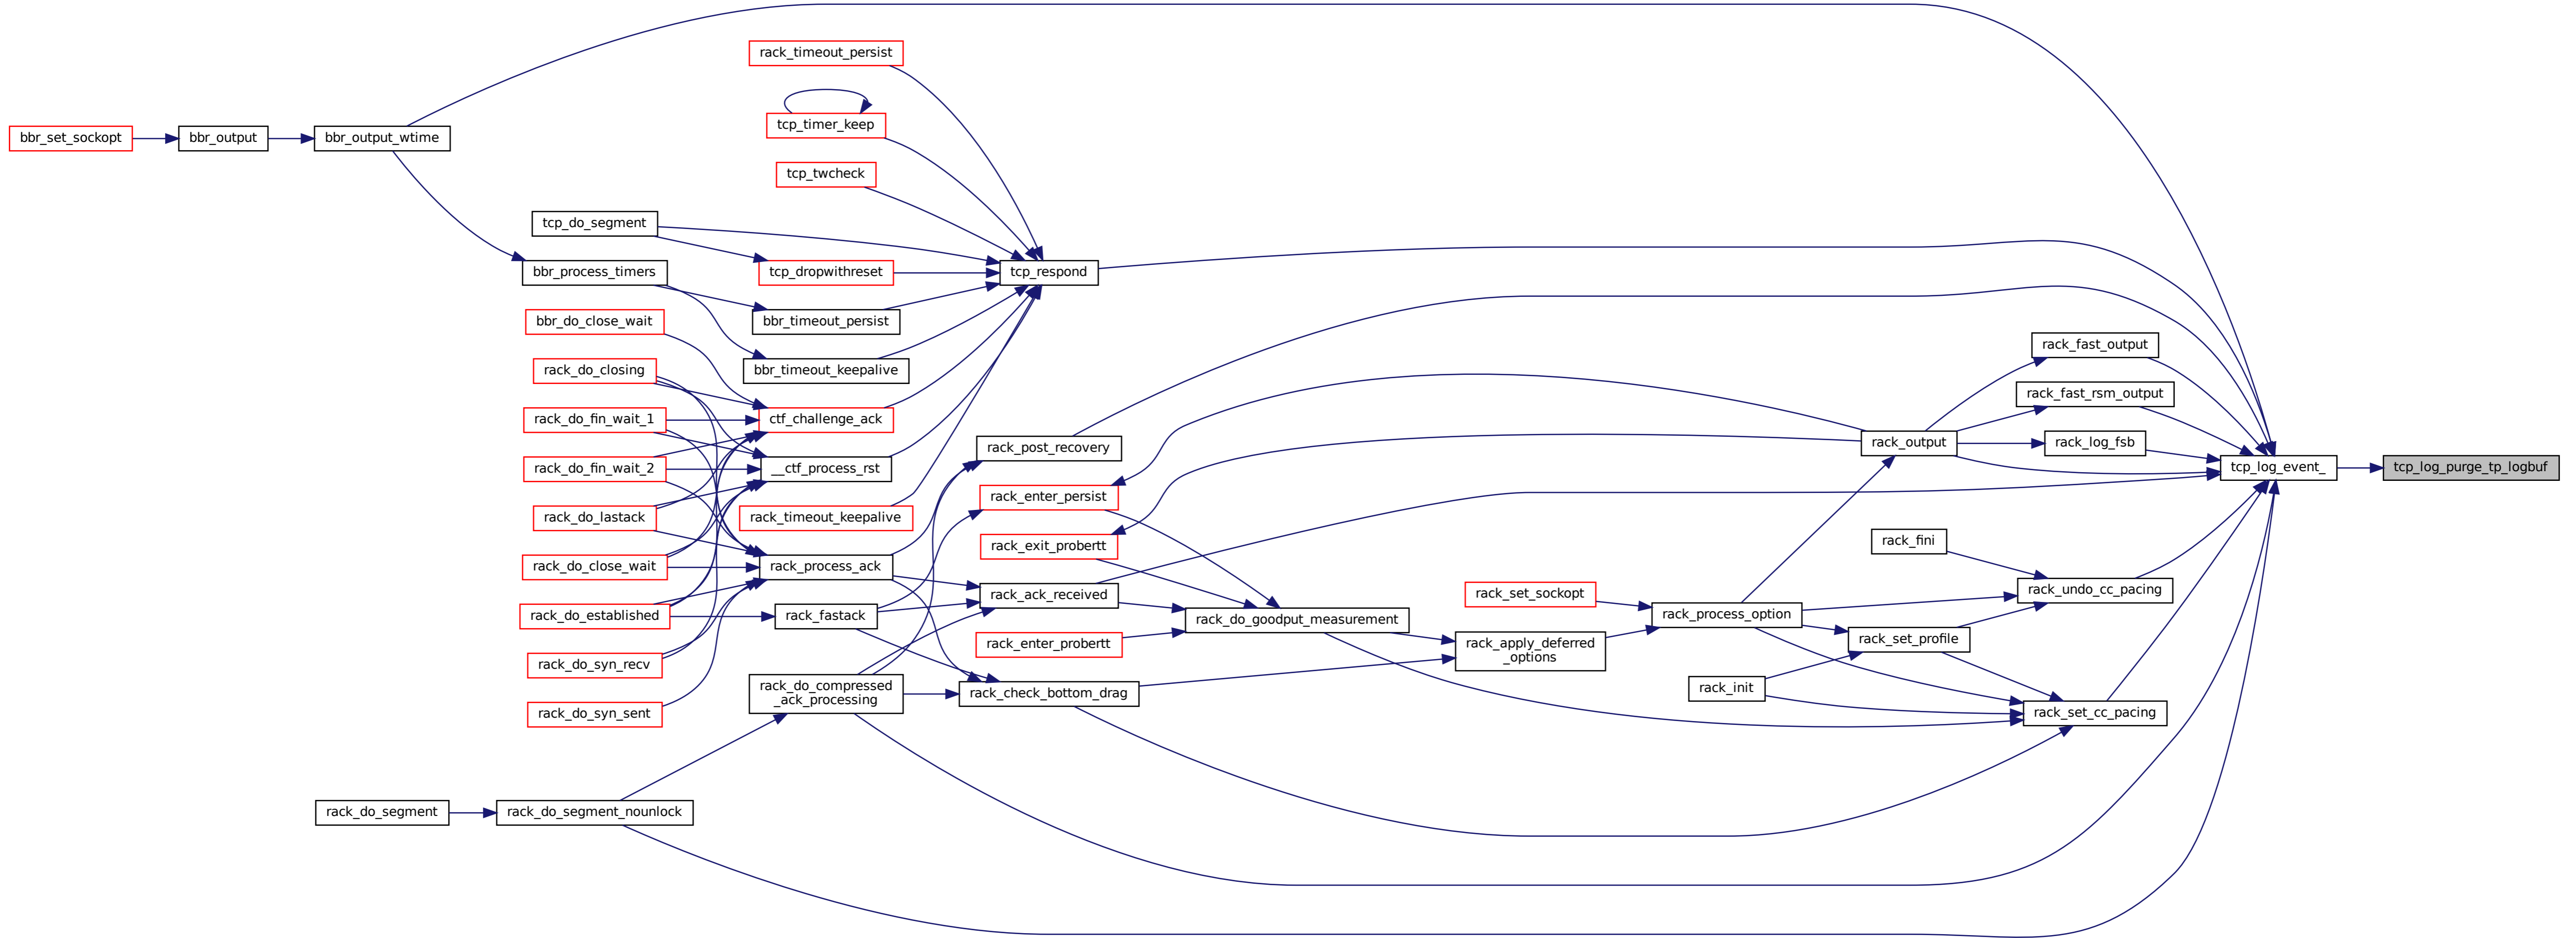 rack_timeout_persist
tcp_timer_keep
bbr_set_sockopt
bbr_output
bbr_output_wtime
tcp_twcheck
tcp_do_segment
bbr_process_timers
tcp_dropwithreset
tcp_respond
bbr_do_close_wait
bbr_timeout_persist
rack_fast_output
rack_do_closing
bbr_timeout_keepalive
rack_fast_rsm_output
rack_do_fin_wait_1
ctf_challenge_ack
rack_post_recovery
rack_output
rack_log_fsb
rack_do_fin_wait_2
__ctf_process_rst
tcp_log_event_
tcp_log_purge_tp_logbuf
rack_enter_persist
rack_do_lastack
rack_timeout_keepalive
rack_exit_probertt
rack_fini
rack_do_close_wait
rack_process_ack
rack_ack_received
rack_set_sockopt
rack_undo_cc_pacing
rack_do_established
rack_fastack
rack_do_goodput_measurement
rack_process_option
rack_enter_probertt
rack_apply_deferred
_options
rack_set_profile
rack_do_syn_recv
rack_do_compressed
_ack_processing
rack_check_bottom_drag
rack_init
rack_do_syn_sent
rack_set_cc_pacing
rack_do_segment
rack_do_segment_nounlock